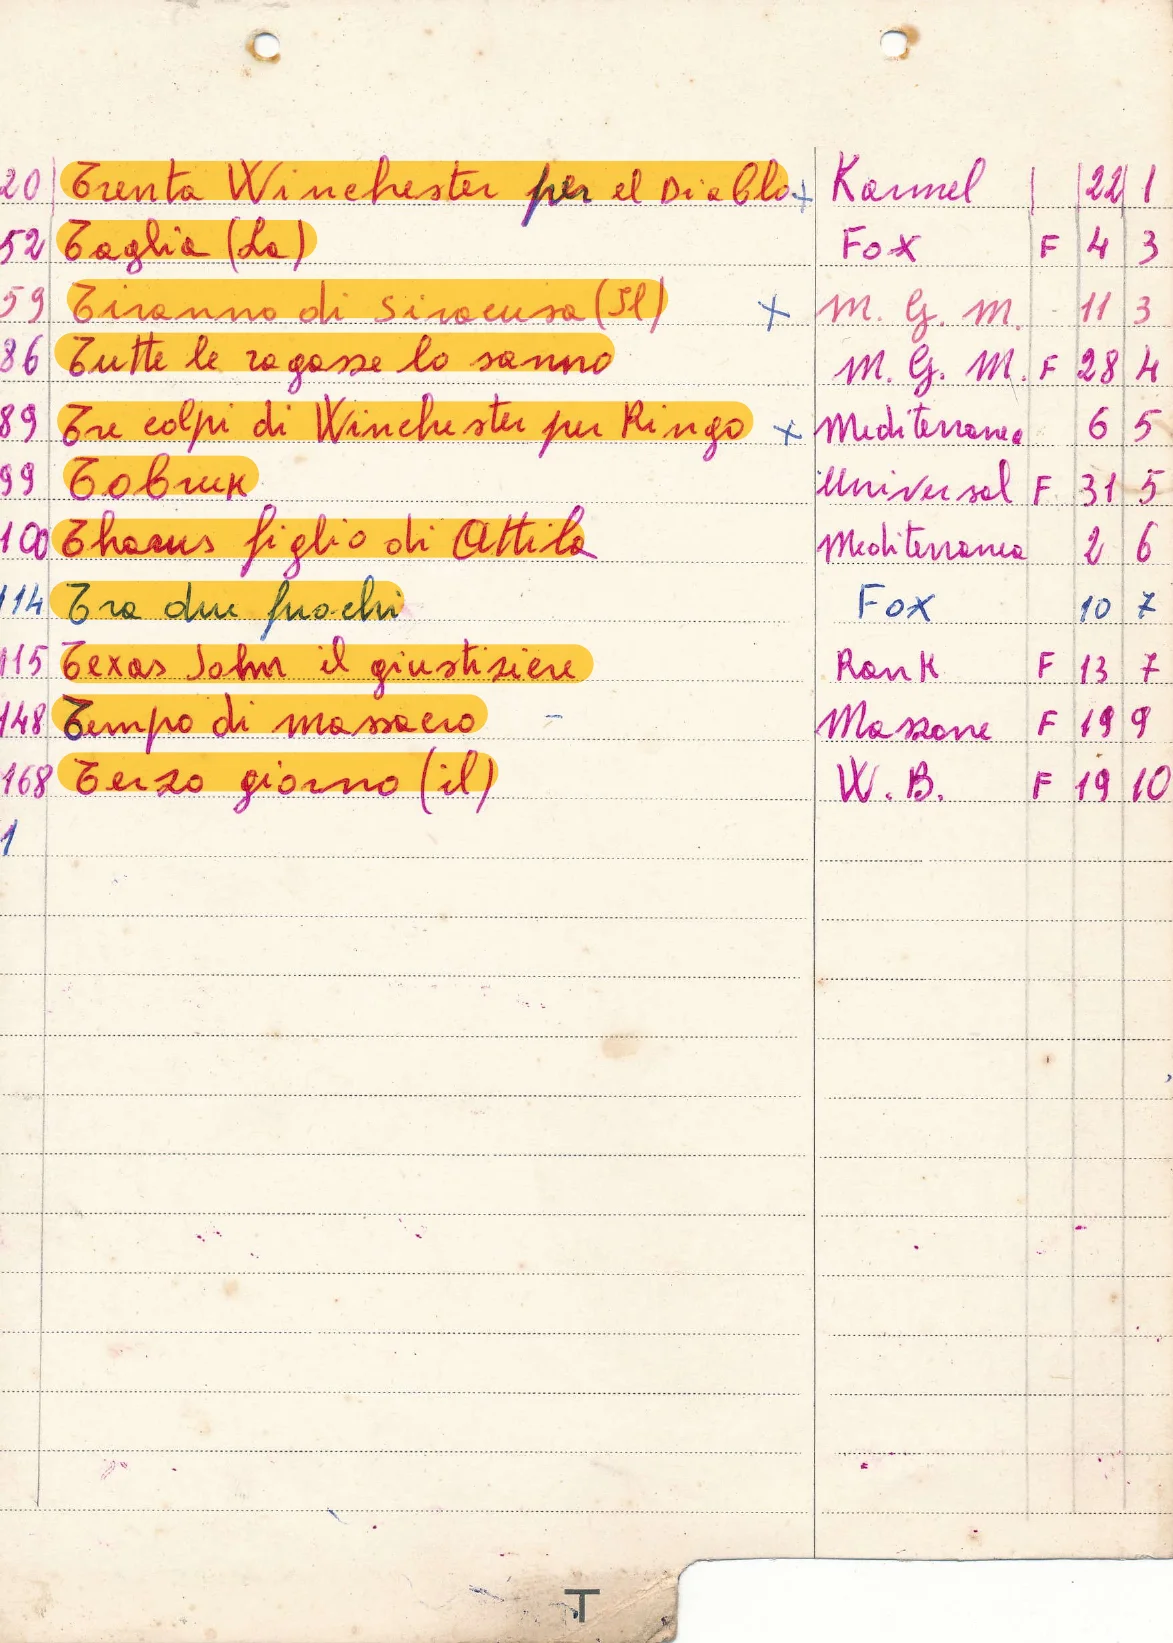 20 Trenta Winchester per el Diablo + Karmel 22 1
52 Taglia (La) Fox F 4 3
59 Tiranno di Siracusa (Il) + M. G. M. 11 3
86 Tutte le ragazze lo sanno M. G. M. F 28 4
89 Tre colpi di Winchester per Ringo + Mediterranea 6 5
99 Tobruk Universal F 31 5
100 Tharus figlio di Attila Mediterranea 2 6
114 Tra due fuochi Fox 10 7
115 Texas John il giustiziere Rank F 13 7
148 Tempo di massacro - Mazzone F 19 9
168 Terzo giorno (il) W. B. F 19 10
1
T